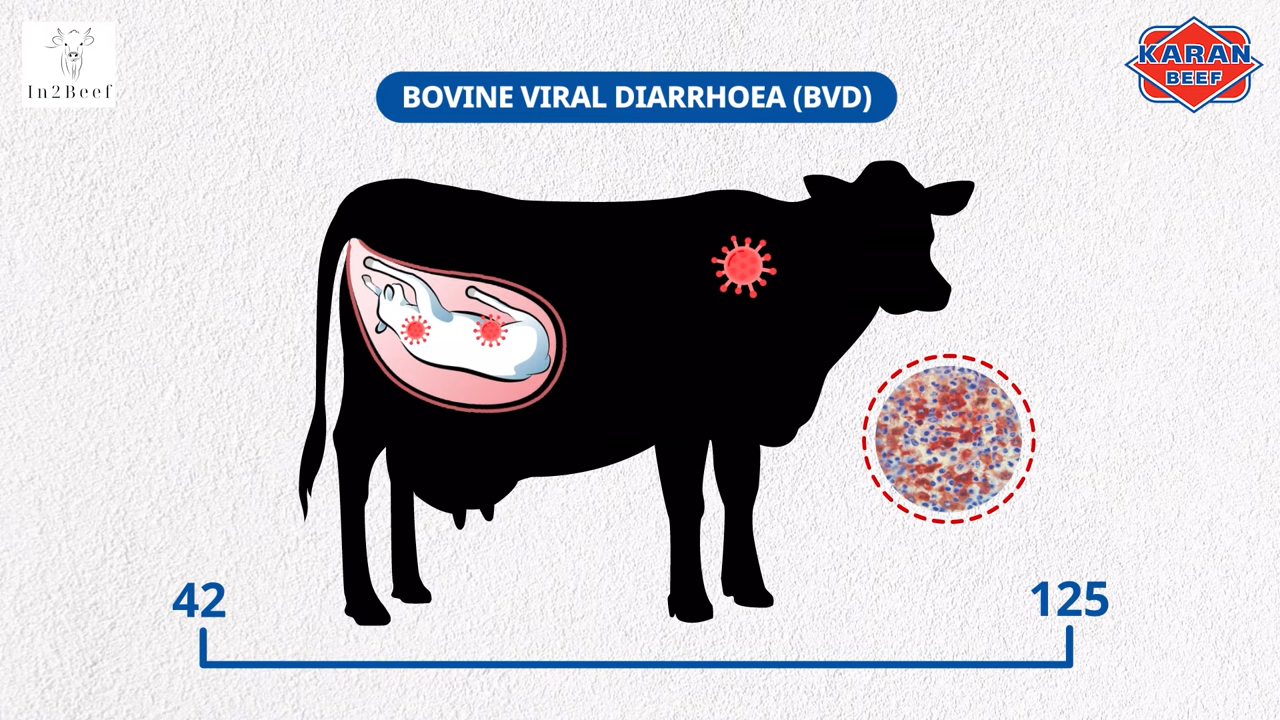 In2Beef
KARAN
BEEF
BOVINE VIRAL DIARRHOEA (BVD)
42
125